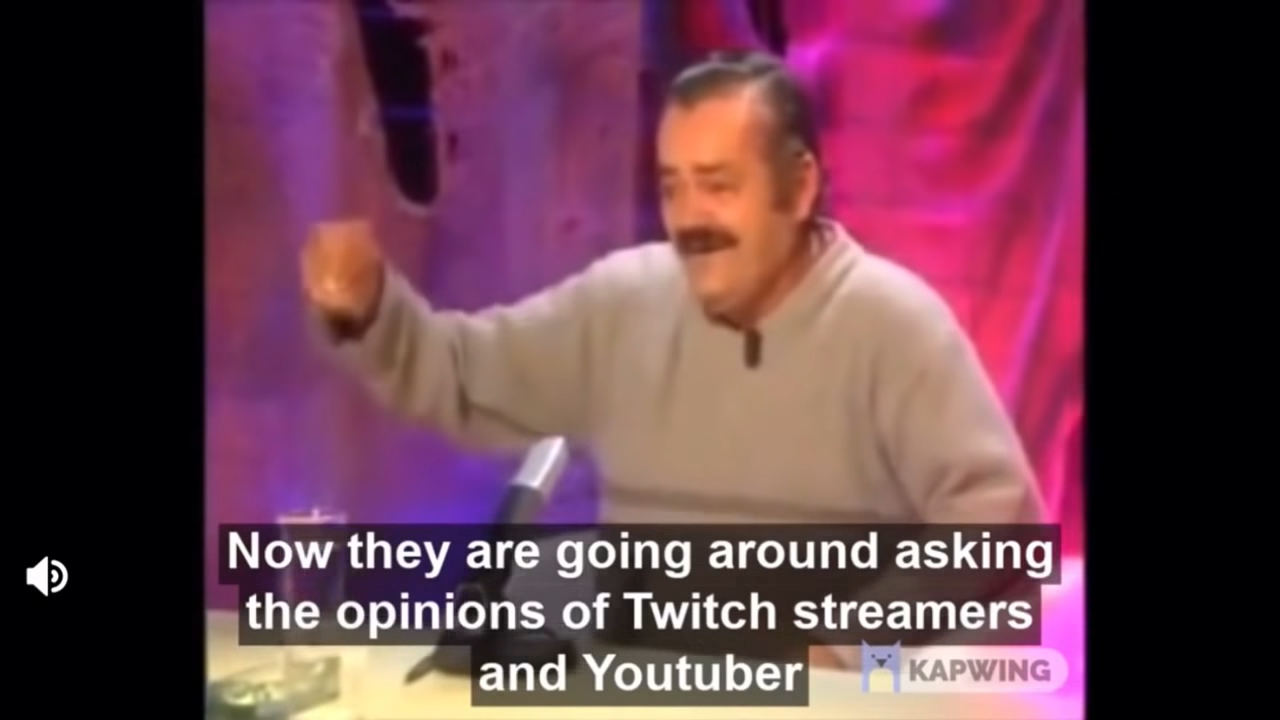 Now they are going around asking
the opinions of Twitch streamers
and Youtuber
KAPWING